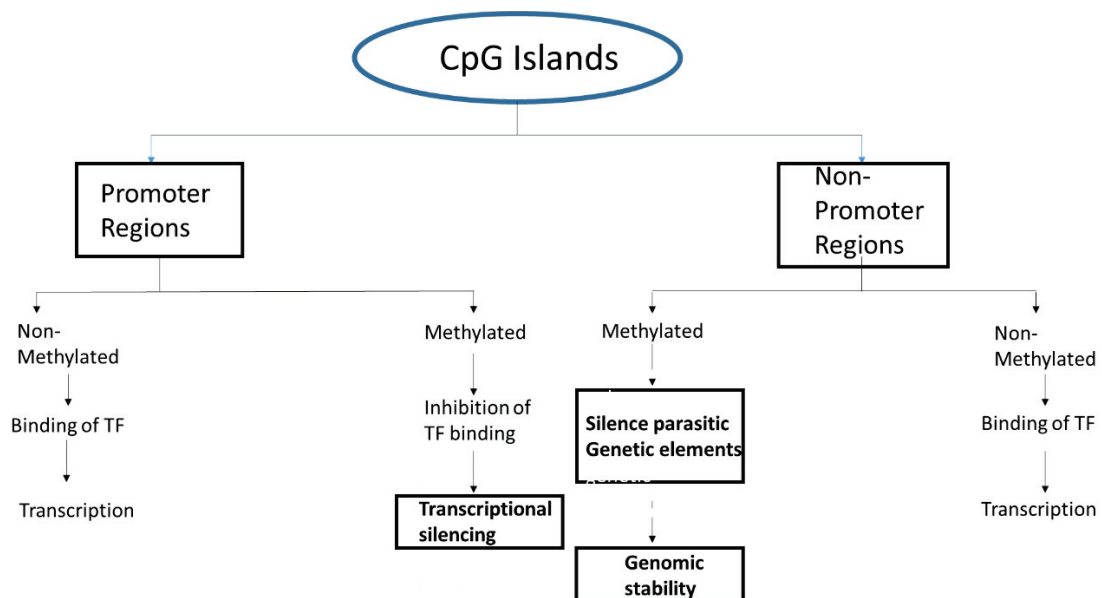 CpG Islands
Promoter
Regions
Non-
Promoter
Regions
Non-
Methylated
Binding of TF
Transcription
Methylated
Inhibition of
TF binding
Transcriptional
silencing
Methylated
Silence parasitic
Genetic elements
genetic
Genomic
stability
Non-
Methylated
Binding of TF
Transcription